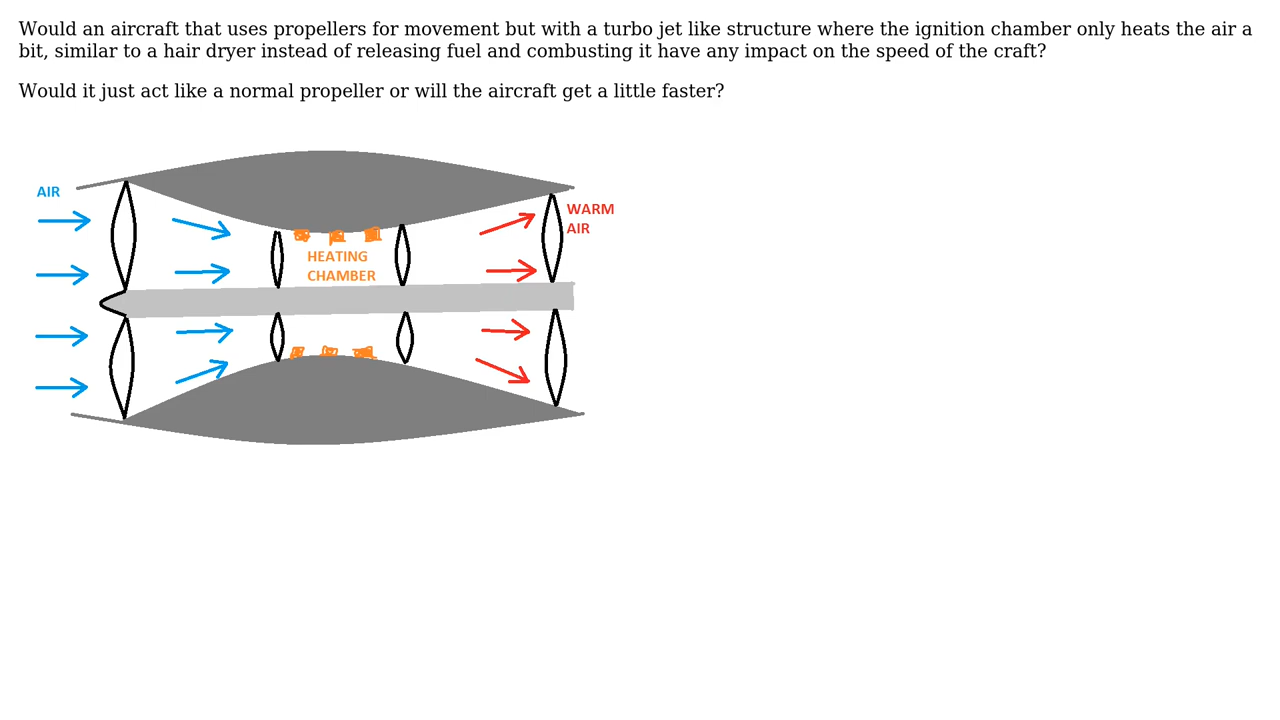 Would an aircraft that uses propellers for movement but with a turbo jet like structure where the ignition chamber only heats the air a
bit, similar to a hair dryer instead of releasing fuel and combusting it have any impact on the speed of the craft?
Would it just act like a normal propeller or will the aircraft get a little faster?
AIR
WARM
AIR
HEATING
CHAMBER